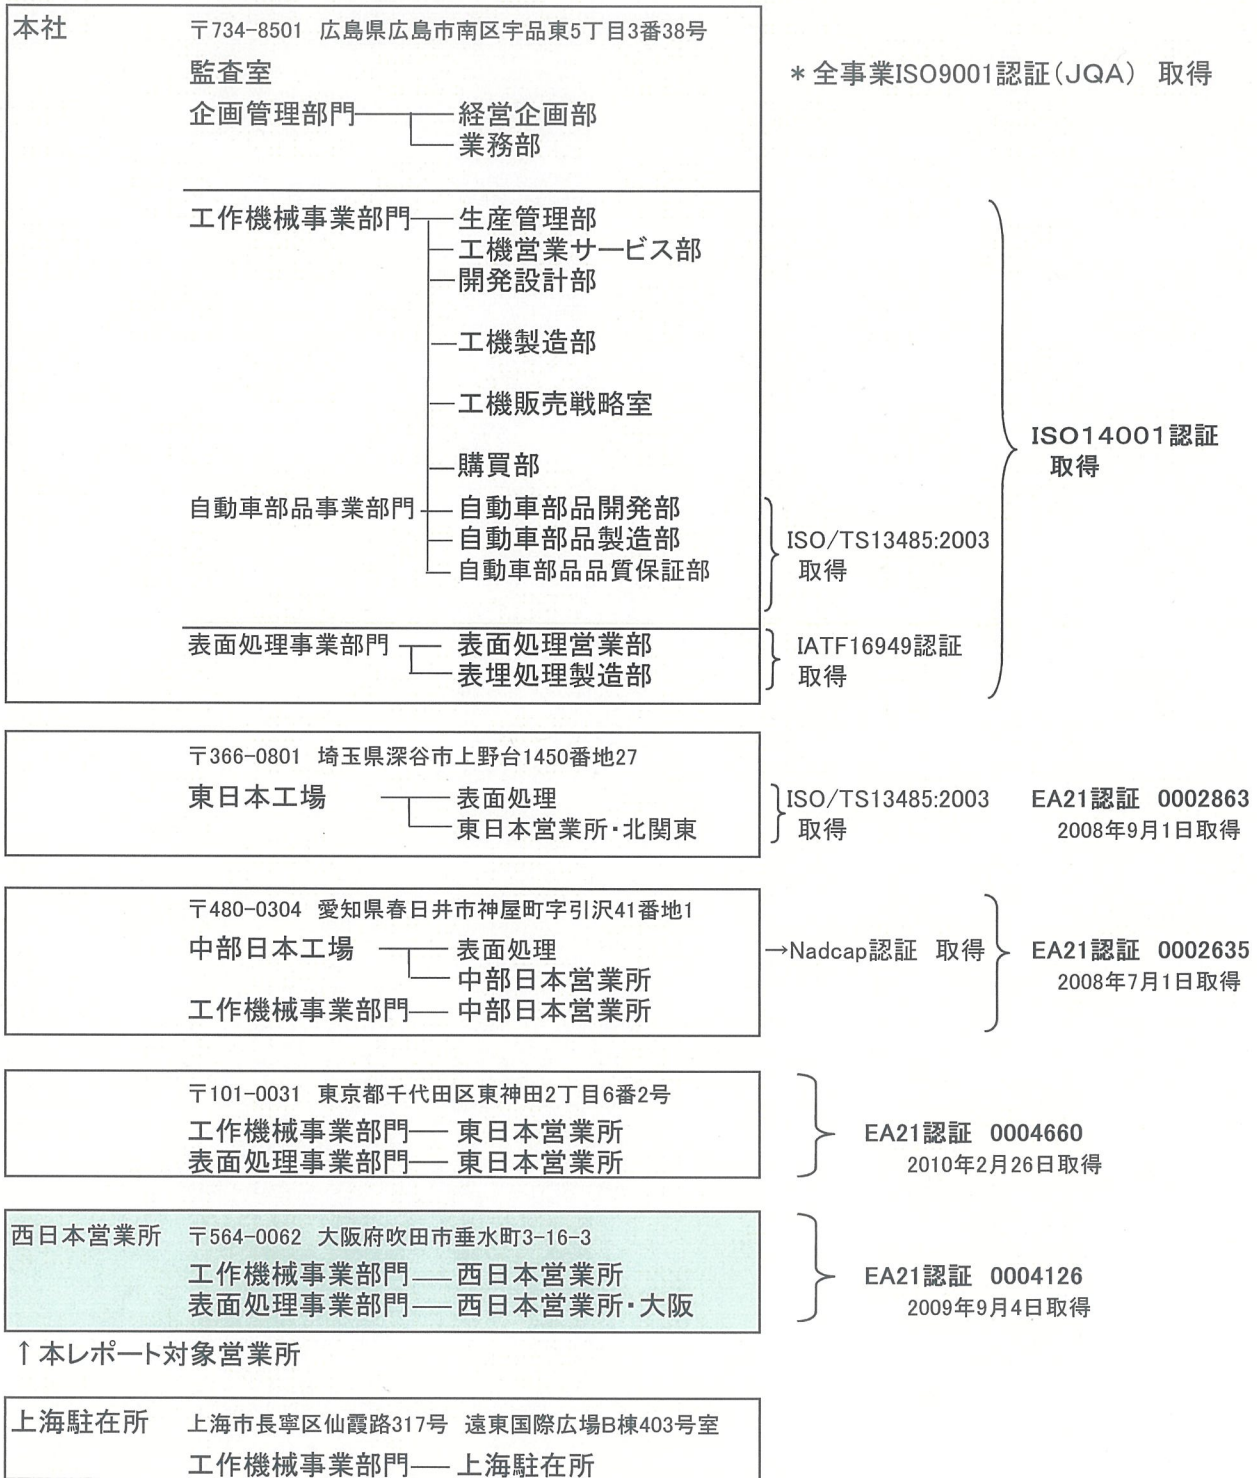 本社 〒734-8501 広島県広島市南区宇品東5丁目3番38号
監査室
＊全事業ISO9001認証(JQA) 取得
企画管理部門 経営企画部
業務部
工作機械事業部門 生産管理部
工機営業サービス部
開発設計部
工機製造部
工機販売戦略室
ISO14001認証
取得
購買部
自動車部品事業部門 自動車部品開発部
自動車部品製造部
自動車部品品質保証部
ISO/TS13485:2003
取得
表面処理事業部門 表面処理営業部
表埋処理製造部
IATF16949認証
取得
〒366-0801 埼玉県深谷市上野台1450番地27
東日本工場 表面処理
東日本営業所・北関東
ISO/TS13485:2003
取得
EA21認証 0002863
2008年9月1日取得
〒480-0304 愛知県春日井市神屋町字引沢41番地1
中部日本工場 表面処理
中部日本営業所
工作機械事業部門 中部日本営業所
→Nadcap認証 取得
EA21認証 0002635
2008年7月1日取得
〒101-0031 東京都千代田区東神田2丁目6番2号
工作機械事業部門 東日本営業所
表面処理事業部門 東日本営業所
EA21認証 0004660
2010年2月26日取得
西日本営業所 〒564-0062 大阪府吹田市垂水町3-16-3
工作機械事業部門 西日本営業所
表面処理事業部門 西日本営業所・大阪
EA21認証 0004126
2009年9月4日取得
↑本レポート対象営業所
上海駐在所 上海市長寧区仙霞路317号 遠東国際広場B棟403号室
工作機械事業部門 上海駐在所